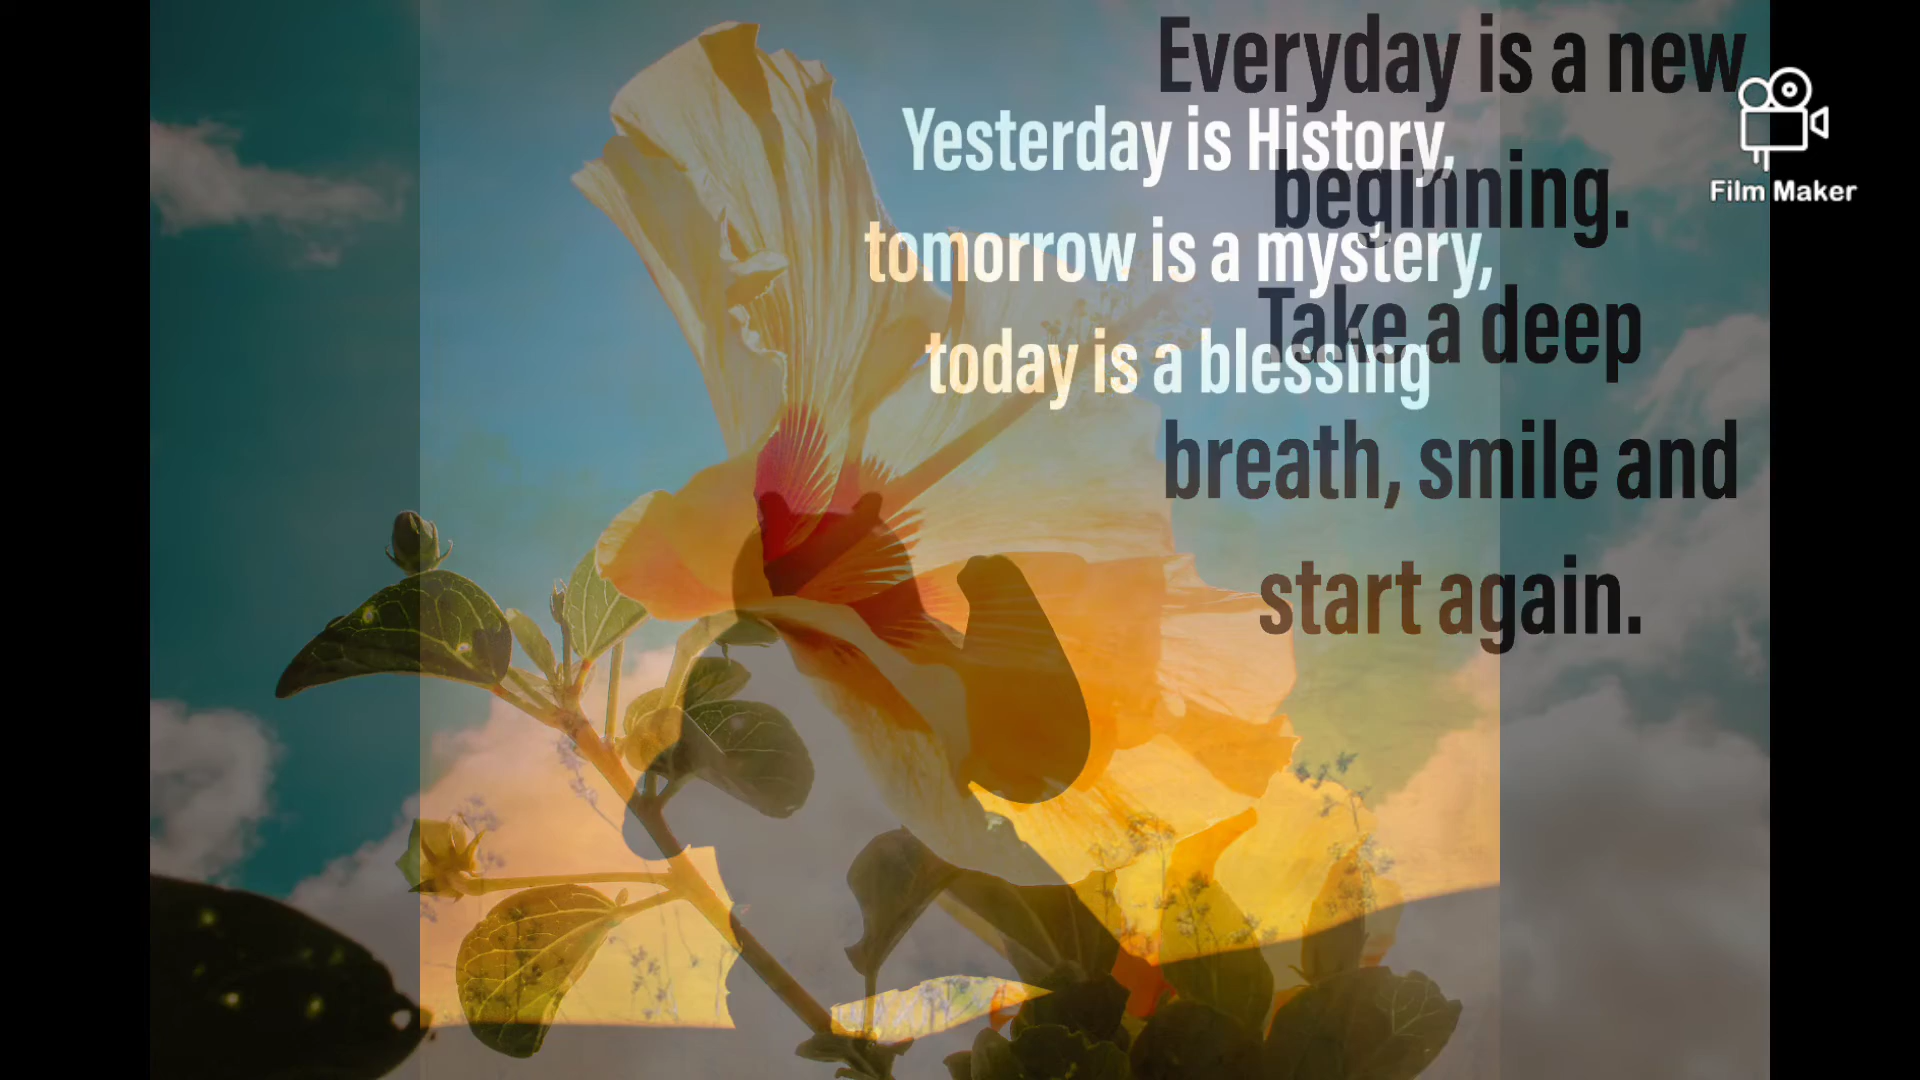 Everyday is a new
beginning.
Take a deep
breath, smile and
start again.
Yesterday is History,
tomorrow is a mystery,
today is a blessing
Film Maker